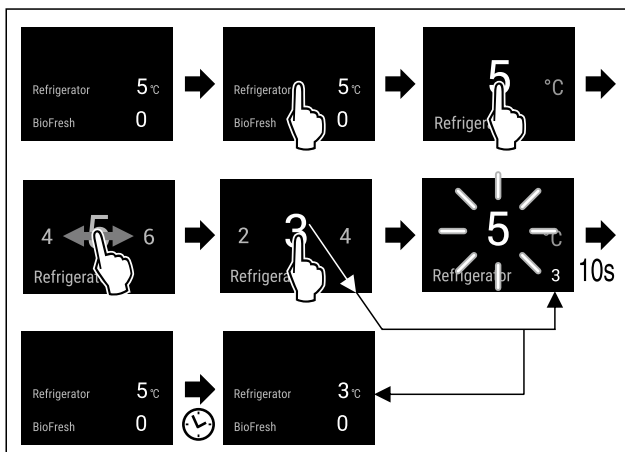 Refrigerator 5 °C
BioFresh 0
Refrigerator 5 °C
BioFresh 0
5 °C
Refriger
4 5 6
Refrigerat
2 3 4
Refrigera
5 °C
Refrigerator 3
10s
Refrigerator 5 °C
BioFresh 0
Refrigerator 3 °C
BioFresh 0